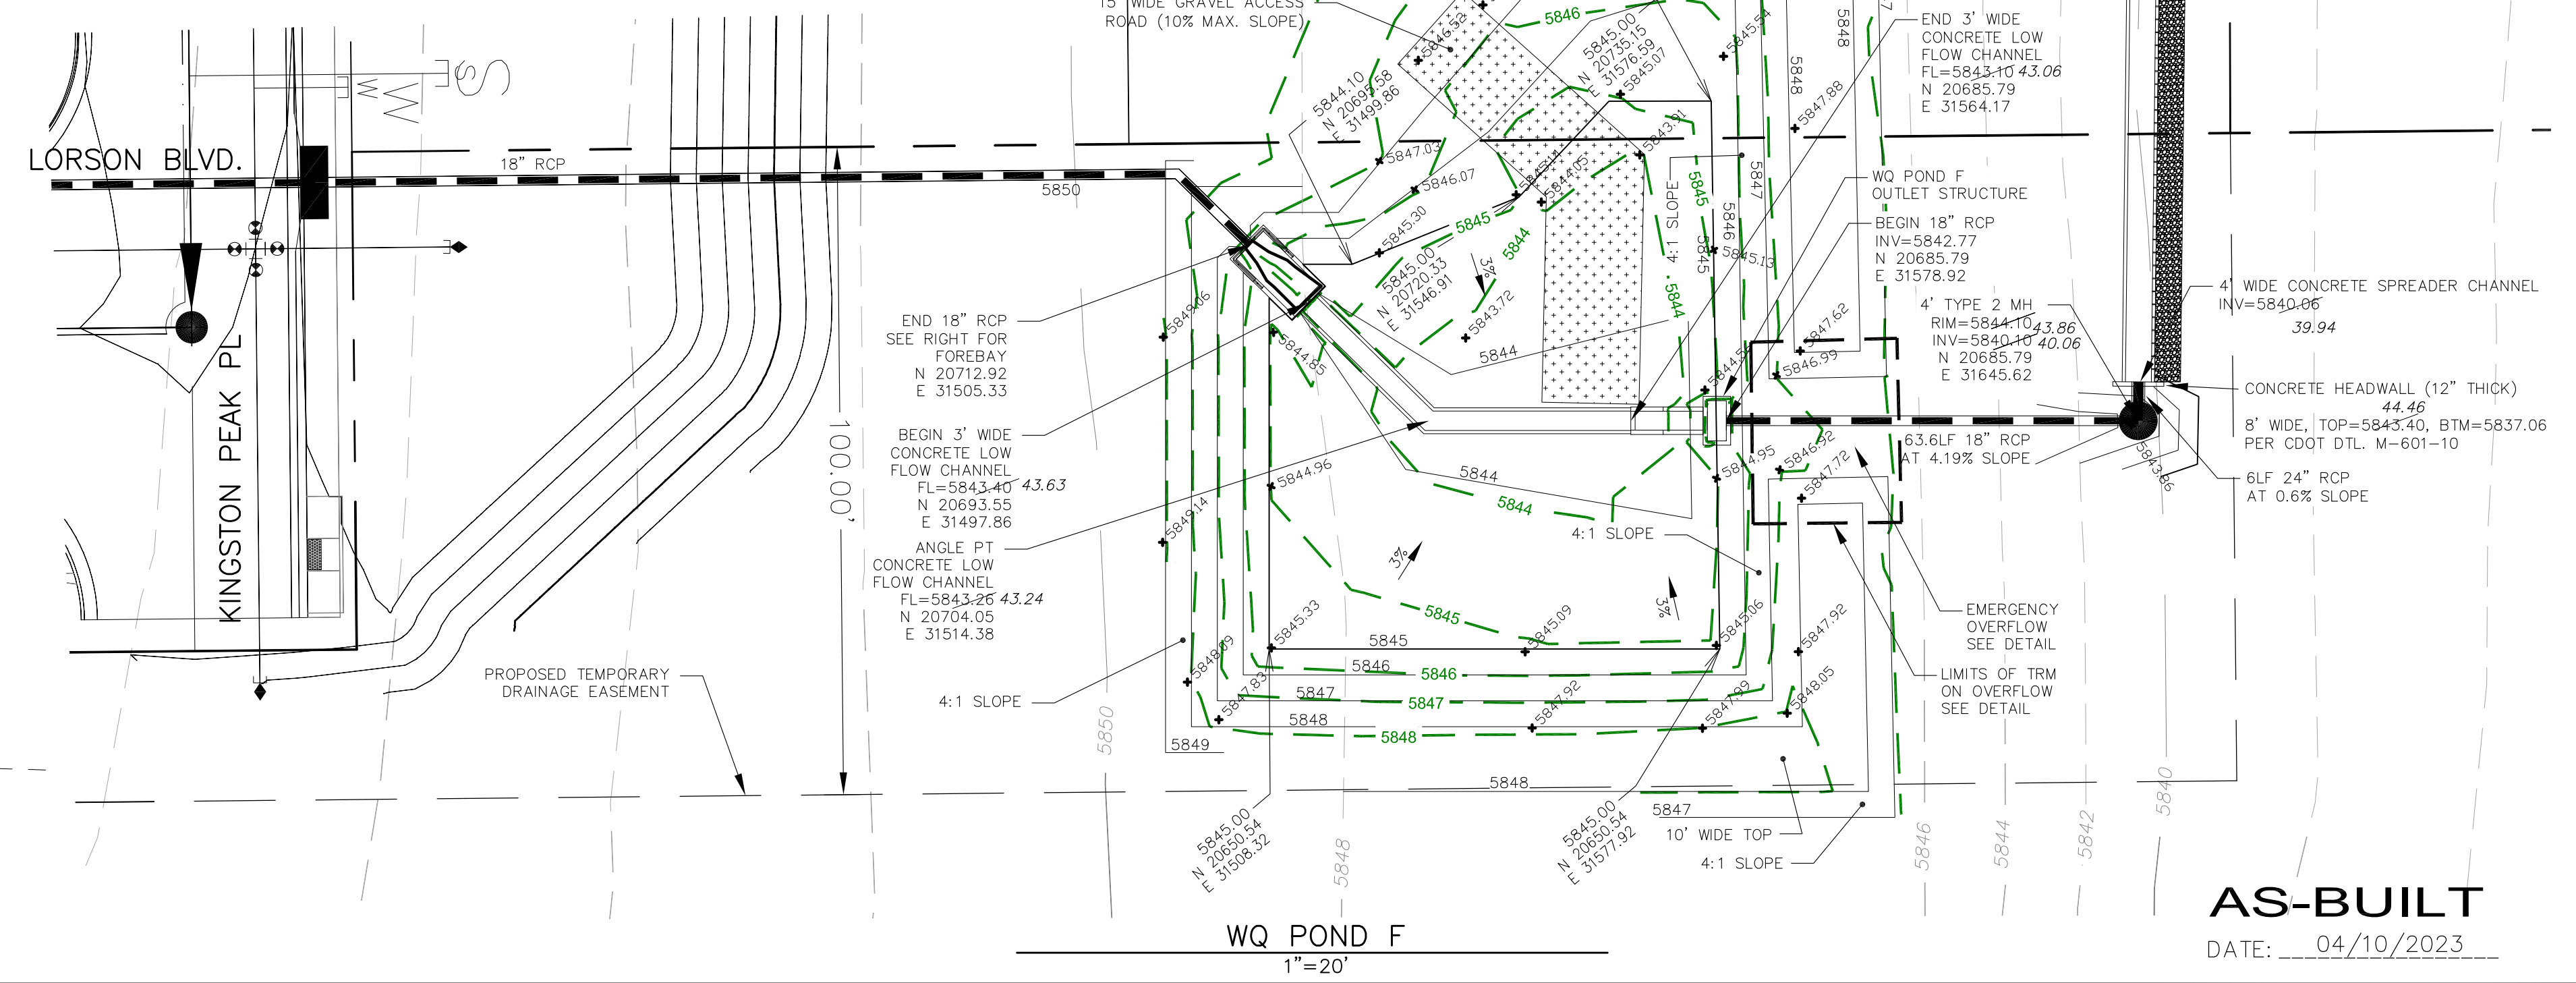 15' WIDE GRAVEL ACCESS
ROAD (10% MAX. SLOPE)
5846
5846.52
5845.00
N 20735.15
E 31576.59
5845.07
5845.54
5848
5848
5847.88
END 3' WIDE
CONCRETE LOW
FLOW CHANNEL
FL=5843.10 43.06
N 20685.79
E 31564.17
5844.10
N 20695.58
E 31499.86
LORSON BLVD.
18" RCP
5850
5847.03
5846.07
5845.30
5844.05
5843.91
5845
5844
4:1 SLOPE
5845
5844
5845
5846
5847
5845.13
WQ POND F
OUTLET STRUCTURE
BEGIN 18" RCP
INV=5842.77
N 20685.79
E 31578.92
5845.00
N 20720.33
E 31546.91
3%
5843.72
5844
5849.06
5844.85
END 18" RCP
SEE RIGHT FOR
FOREBAY
N 20712.92
E 31505.33
4' TYPE 2 MH
RIM=5844.10 43.86
INV=5840.10 40.06
N 20685.79
E 31645.62
4' WIDE CONCRETE SPREADER CHANNEL
INV=5840.06
39.94
5847.62
5846.99
CONCRETE HEADWALL (12" THICK)
44.46
8' WIDE, TOP=5843.40, BTM=5837.06
PER CDOT DTL. M-601-10
6LF 24" RCP
AT 0.6% SLOPE
5843.86
63.6LF 18" RCP
AT 4.19% SLOPE
5846.92
5847.72
5844.95
KINGSTON PEAK PL
100.00'
BEGIN 3' WIDE
CONCRETE LOW
FLOW CHANNEL
FL=5843.40 43.63
N 20693.55
E 31497.86
5844.96
5844
5844
5849.14
4:1 SLOPE
3%
3%
ANGLE PT
CONCRETE LOW
FLOW CHANNEL
FL=5843.26 43.24
N 20704.05
E 31514.38
5845
5845.33
5845.09
5845.06
5847.92
EMERGENCY
OVERFLOW
SEE DETAIL
LIMITS OF TRM
ON OVERFLOW
SEE DETAIL
PROPOSED TEMPORARY
DRAINAGE EASEMENT
4:1 SLOPE
5848.09
5847.83
5845
5846
5846
5847
5847
5848
5848
5849
5847.92
5847.99
5848.05
5850
5848
5848
5847
10' WIDE TOP
4:1 SLOPE
5845.00
N 20650.54
E 31508.32
5845.00
N 20650.54
E 31577.92
5846
5844
5842
5840
WQ POND F
1"=20'
AS-BUILT
DATE: 04/10/2023